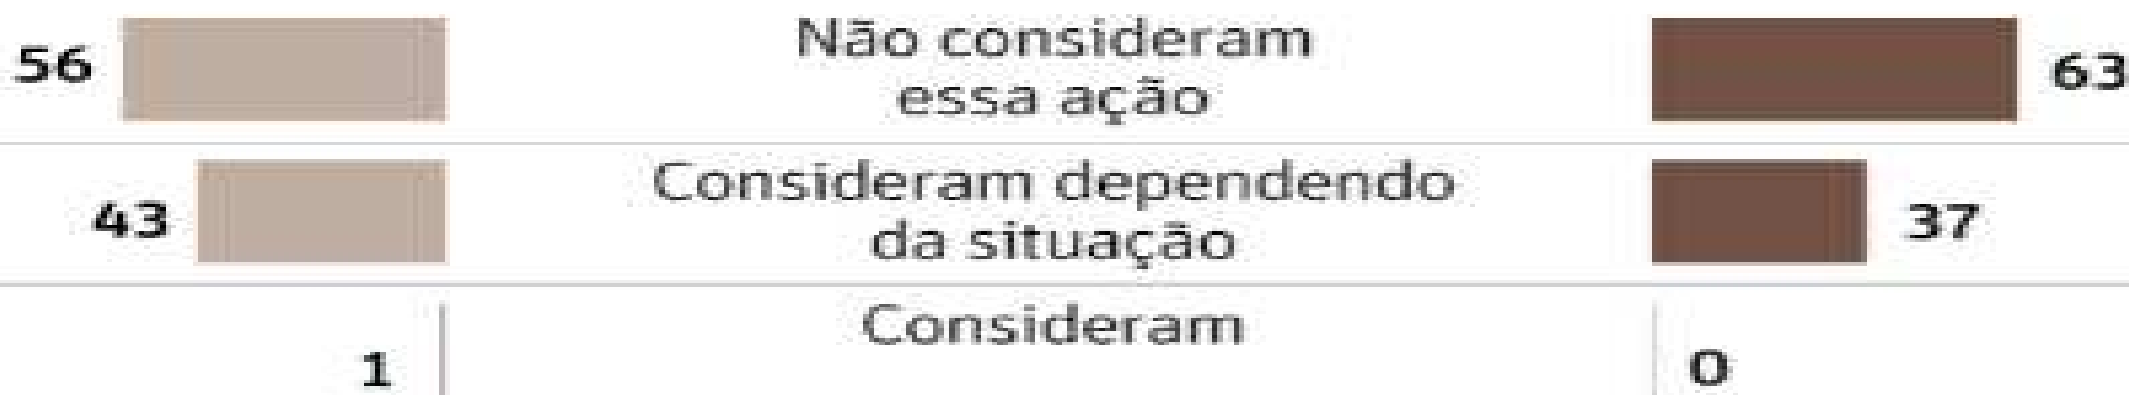 Não consideram
56 63
essa ação
Consideram dependendo
43 37
da situação
Consideram
1 0